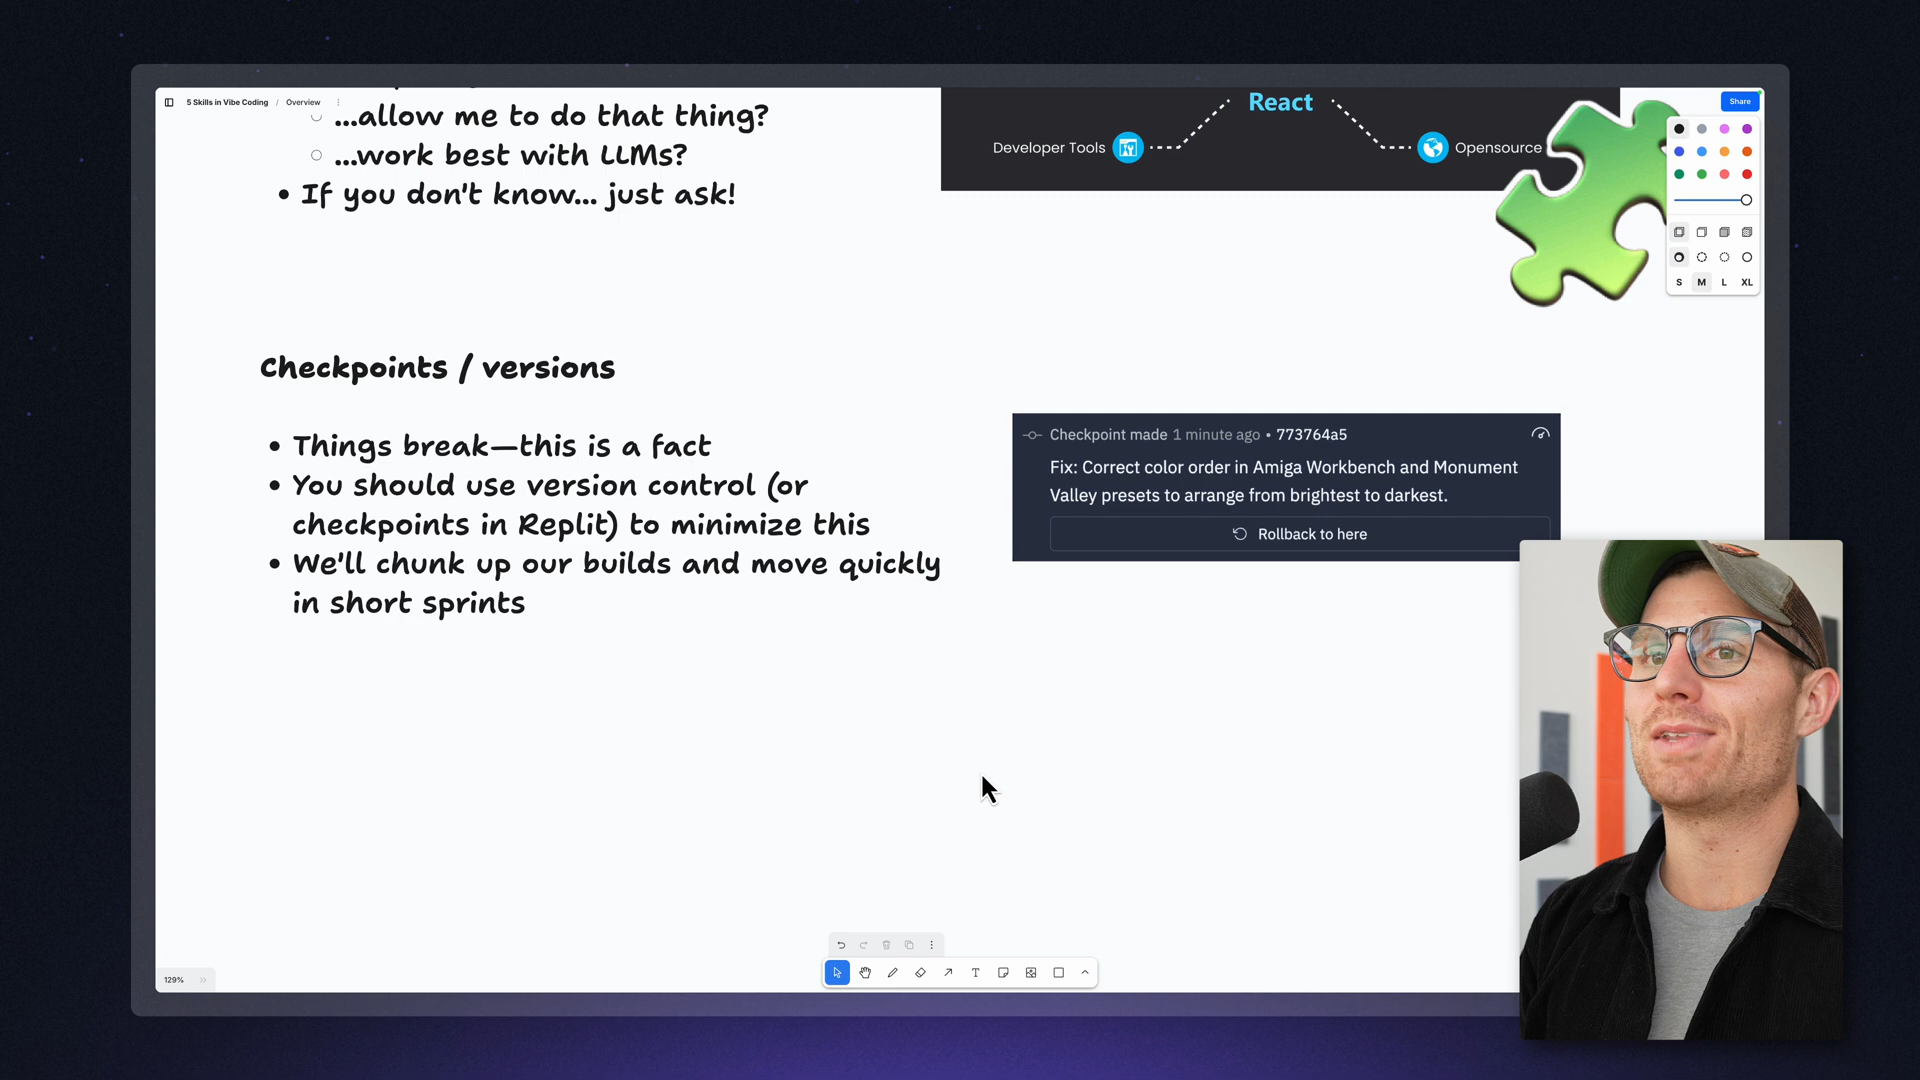 5 Skills in Vibe Coding / Overview
Share
...allow me to do that thing?
...work best with LLMs?
If you don't know... just ask!
React
Developer Tools
Opensource
S M L XL
Checkpoints / versions
Things break—this is a fact
You should use version control (or
checkpoints in Replit) to minimize this
We'll chunk up our builds and move quickly
in short sprints
Checkpoint made 1 minute ago • 773764a5
Fix: Correct color order in Amiga Workbench and Monument
Valley presets to arrange from brightest to darkest.
Rollback to here
129%